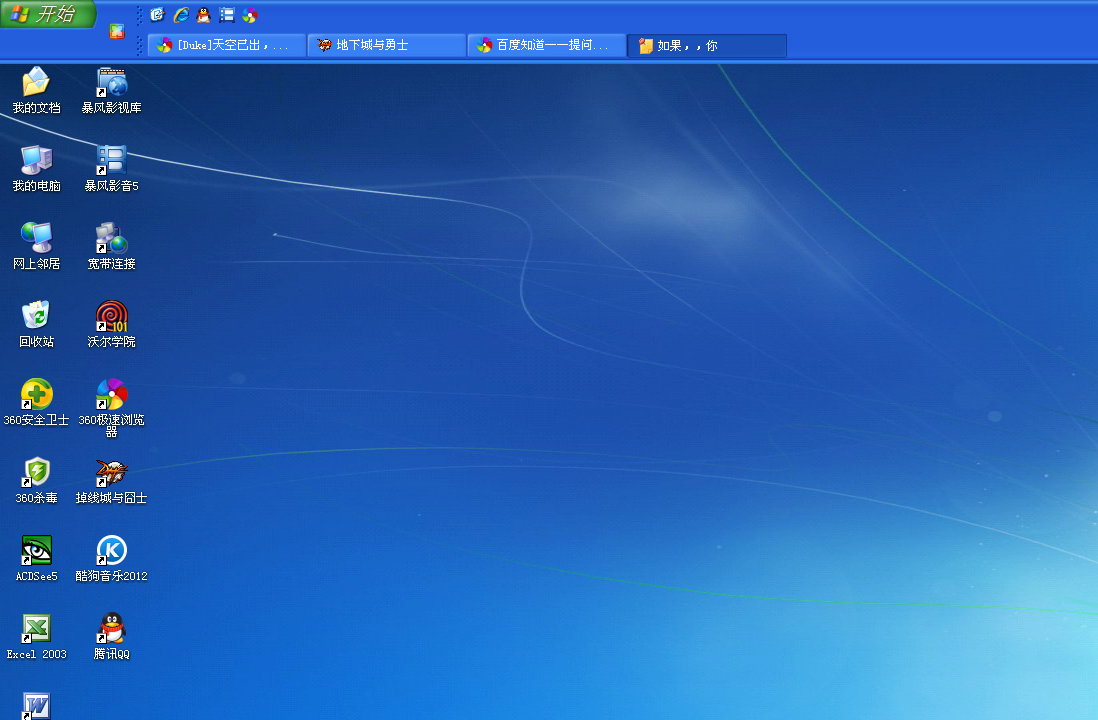 开始
[Duke]天空已出，...
地下城与勇士
百度知道——提问...
如果，，你
我的文档
暴风影视库
我的电脑
暴风影音5
网上邻居
宽带连接
回收站
101
沃尔学院
360安全卫士
360极速浏览
器
360杀毒
掉线城与囧士
ACDSee5
K
酷狗音乐2012
Excel 2003
腾讯QQ
W